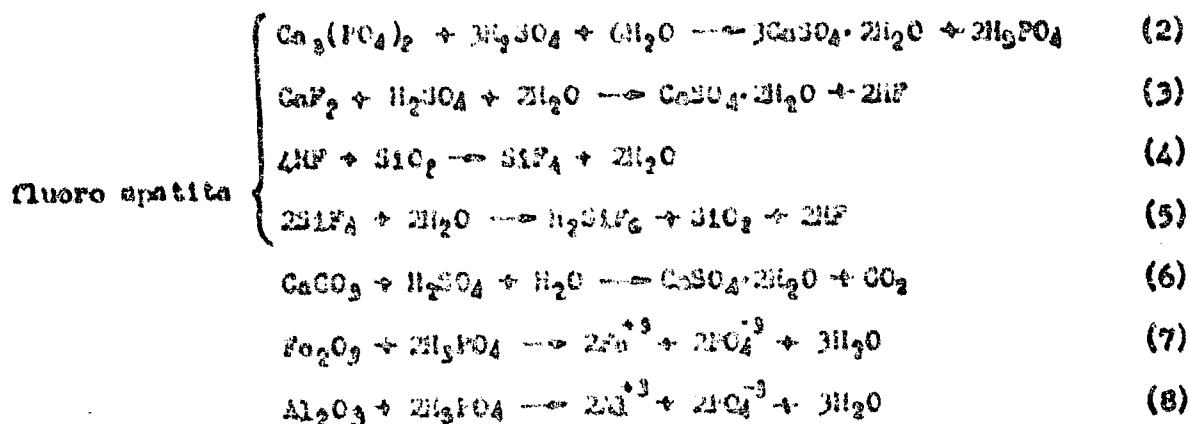 Ca₃(PO₄)₂ + 3H₂SO₄ + 6H₂O → 3CaSO₄·2H₂O + 2H₃PO₄ (2)
CaF₂ + H₂SO₄ + 2H₂O → CaSO₄·2H₂O + 2HF (3)
4HF + SiO₂ → SiF₄ + 2H₂O (4)
fluoro apatita
2SiF₄ + 2H₂O → H₂SiF₆ + SiO₂ + 2HF (5)
CaCO₃ + H₂SO₄ + H₂O → CaSO₄·2H₂O + CO₂ (6)
Fe₂O₃ + 2H₃PO₄ → 2Fe⁺³ + 2PO₄⁻³ + 3H₂O (7)
Al₂O₃ + 2H₃PO₄ → 2Al⁺³ + 2PO₄⁻³ + 3H₂O (8)